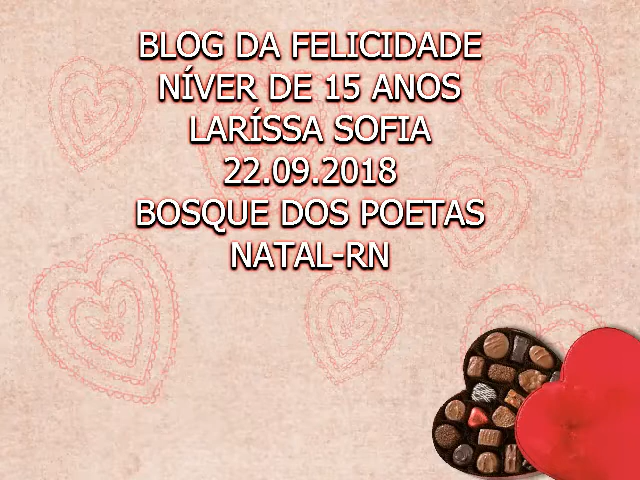 BLOG DA FELICIDADE
NÍVER DE 15 ANOS
LARÍSSA SOFIA
22.09.2018
BOSQUE DOS POETAS
NATAL-RN